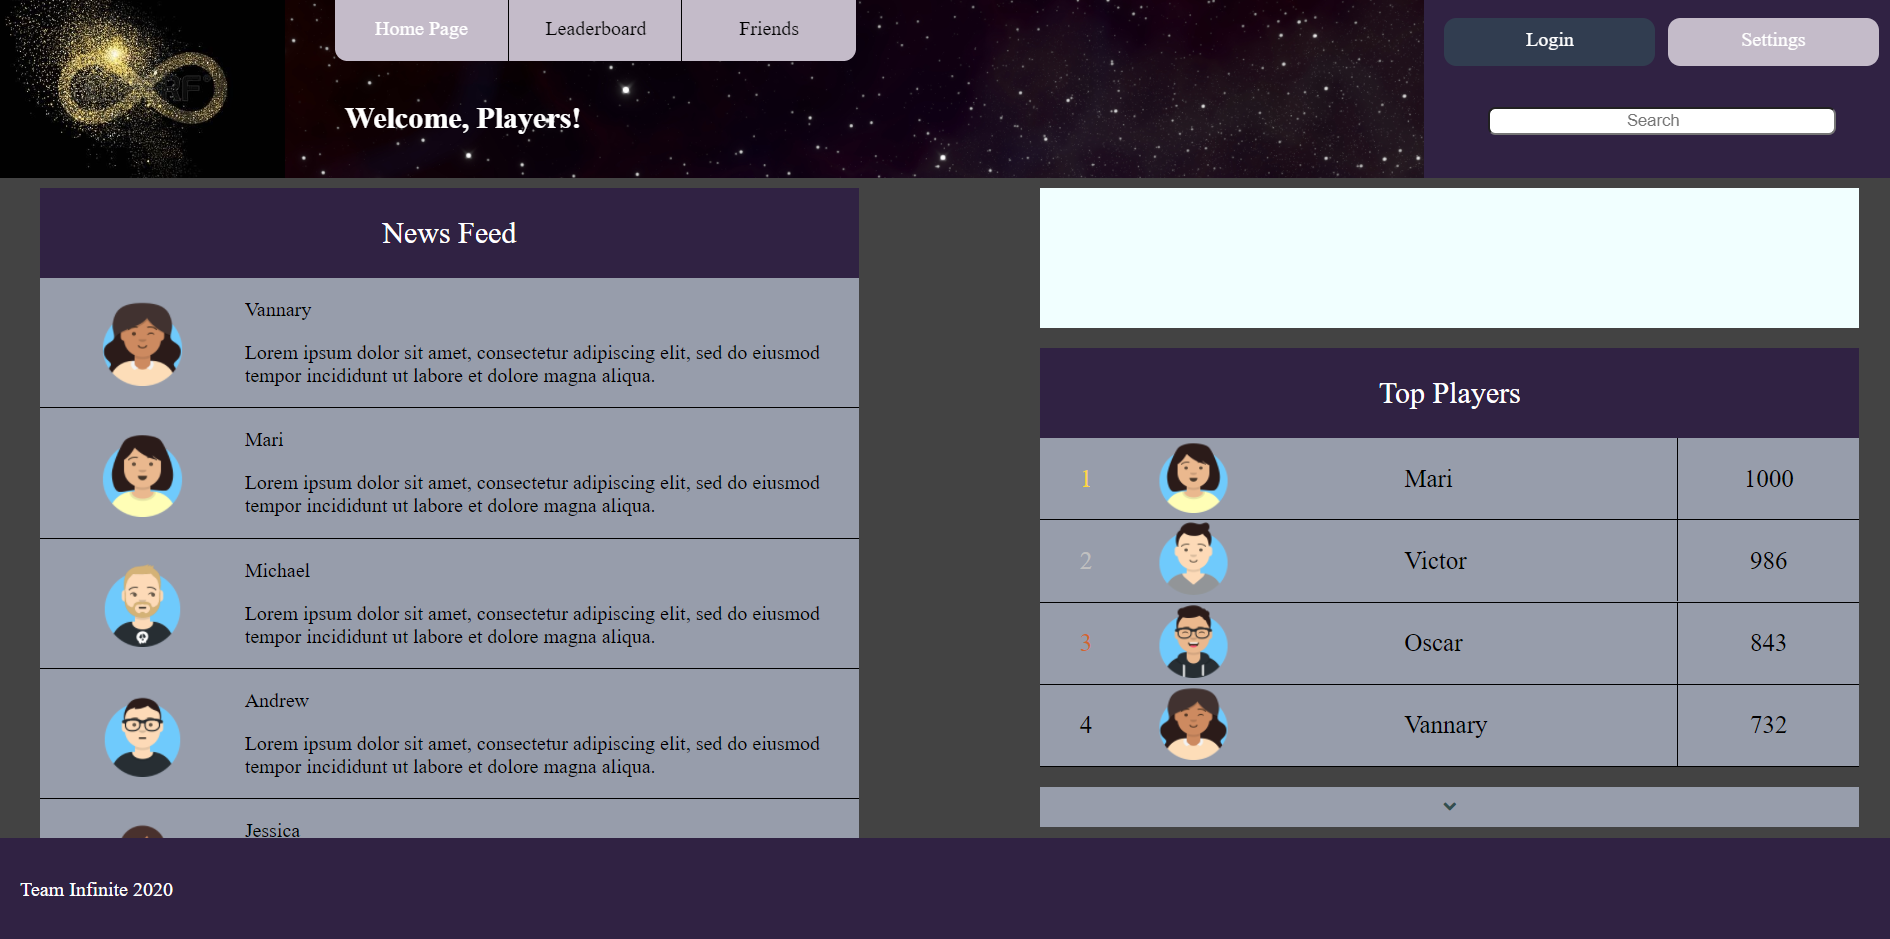 Home Page
Leaderboard
Friends
Login
Settings
Welcome, Players!
Search
News Feed
Vannary
Lorem ipsum dolor sit amet, consectetur adipiscing elit, sed do eiusmod
tempor incididunt ut labore et dolore magna aliqua.
Mari
Lorem ipsum dolor sit amet, consectetur adipiscing elit, sed do eiusmod
tempor incididunt ut labore et dolore magna aliqua.
Michael
Lorem ipsum dolor sit amet, consectetur adipiscing elit, sed do eiusmod
tempor incididunt ut labore et dolore magna aliqua.
Andrew
Lorem ipsum dolor sit amet, consectetur adipiscing elit, sed do eiusmod
tempor incididunt ut labore et dolore magna aliqua.
Jessica
Top Players
1 Mari 1000
2 Victor 986
3 Oscar 843
4 Vannary 732
Team Infinite 2020